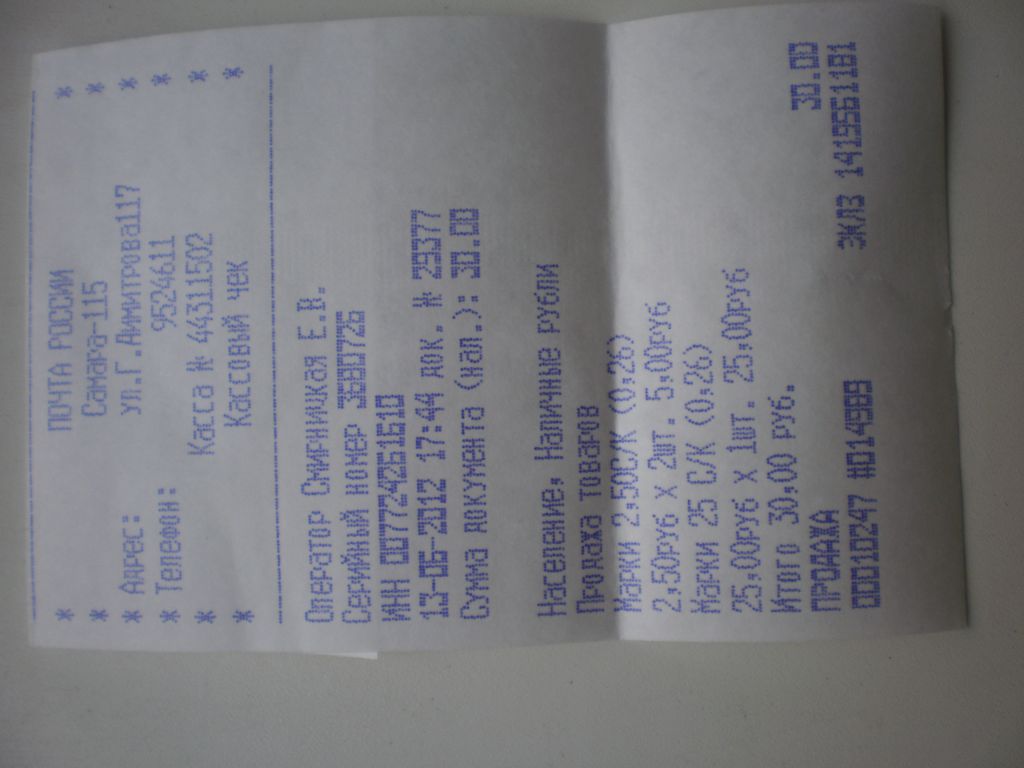 * ПОЧТА РОССИИ *
* Самара-115 *
* Адрес: ул.Г.Димитрова117 *
* Телефон: 9524611 *
* Касса № 44311502 *
* Кассовый чек *
Оператор Смирницкая Е.В.
Серийный номер 3680726
ИНН 007724261610
13-06-2012 17:44 док. № 29377
Сумма документа (нал.): 30.00
Население, Наличные рубли
Продажа товаров
Марки 2,50С/К (0,26)
2,50руб X 2шт. 5,00руб
Марки 25 С/К (0,26)
25,00руб X 1шт. 25,00руб
Итого 30,00 руб.
ПРОДАЖА 30.00
00010247 #014989 ЭКЛЗ 1419561181